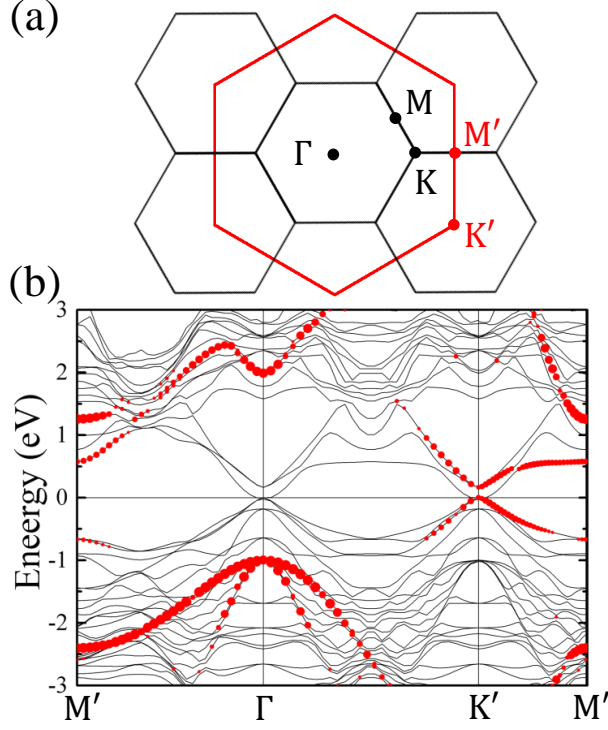 (a)
M
Γ
M′
K
K′
(b)
3
2
1
0
-1
-2
-3
Eneergy (eV)
M′ Γ K′ M′